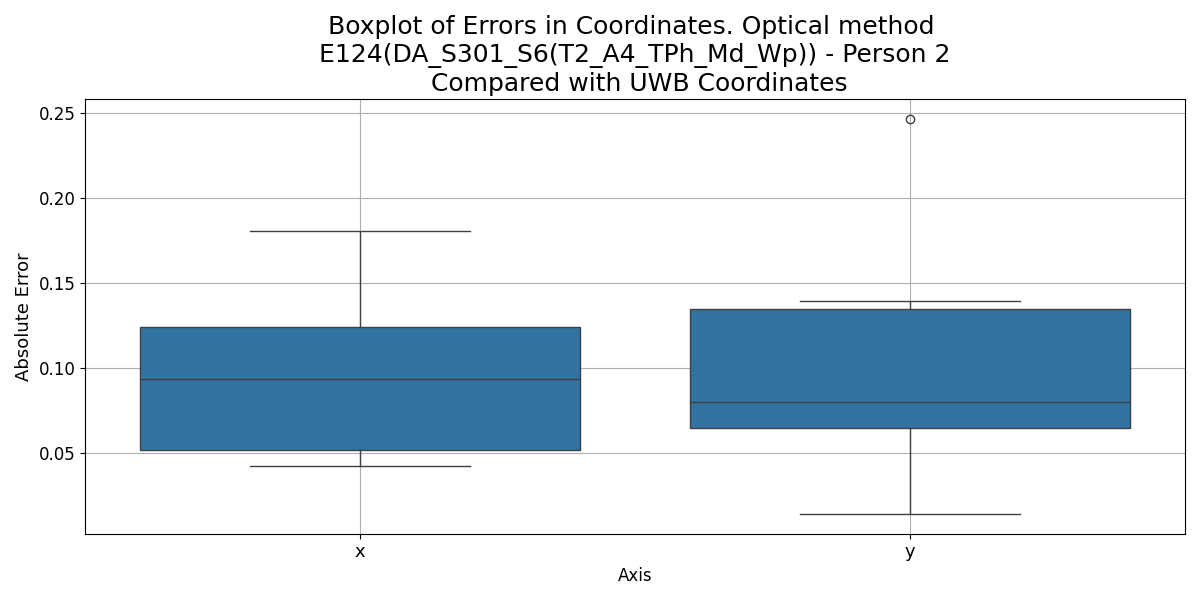 Boxplot of Errors in Coordinates. Optical method
E124(DA_S301_S6(T2_A4_TPh_Md_Wp)) - Person 2
Compared with UWB Coordinates
0.25
0.20
0.15
0.10
0.05
Absolute Error
x
y
Axis